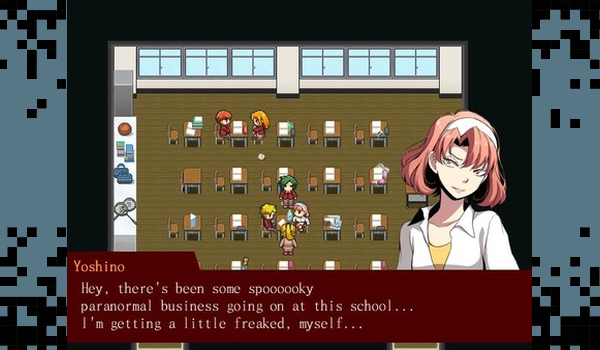 Yoshino
Hey, there's been some spoooooky
paranormal business going on at this school...
I'm getting a little freaked, myself...